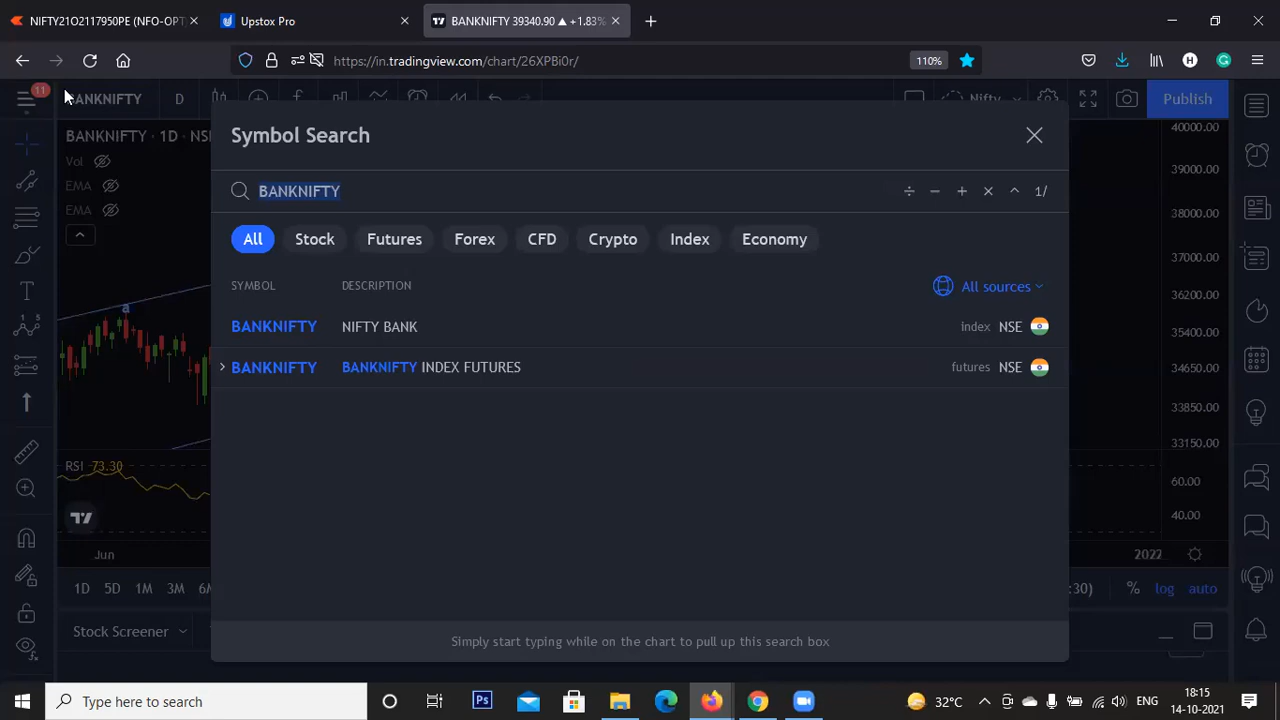 NIFTY21O2117950PE (NFO-OPT
Upstox Pro
BANKNIFTY 39340.90 ▲ +1.83%
https://in.tradingview.com/chart/26XPBi0r/
110%
11
BANKNIFTY
D
Nifty
Publish
BANKNIFTY · 1D · NSE
Vol
EMA
EMA
Symbol Search
BANKNIFTY
÷ − + × ^ 1/
All
Stock
Futures
Forex
CFD
Crypto
Index
Economy
SYMBOL
DESCRIPTION
All sources
BANKNIFTY
NIFTY BANK
index
NSE
BANKNIFTY
BANKNIFTY INDEX FUTURES
futures
NSE
Simply start typing while on the chart to pull up this search box
a
40000.00
39000.00
38000.00
37000.00
36200.00
35400.00
34650.00
33850.00
33150.00
RSI 73.30
60.00
40.00
Jun
2022
1D
5D
1M
3M
6M
:30)
%
log
auto
Stock Screener
Type here to search
Ps
32°C
ENG
18:15
14-10-2021